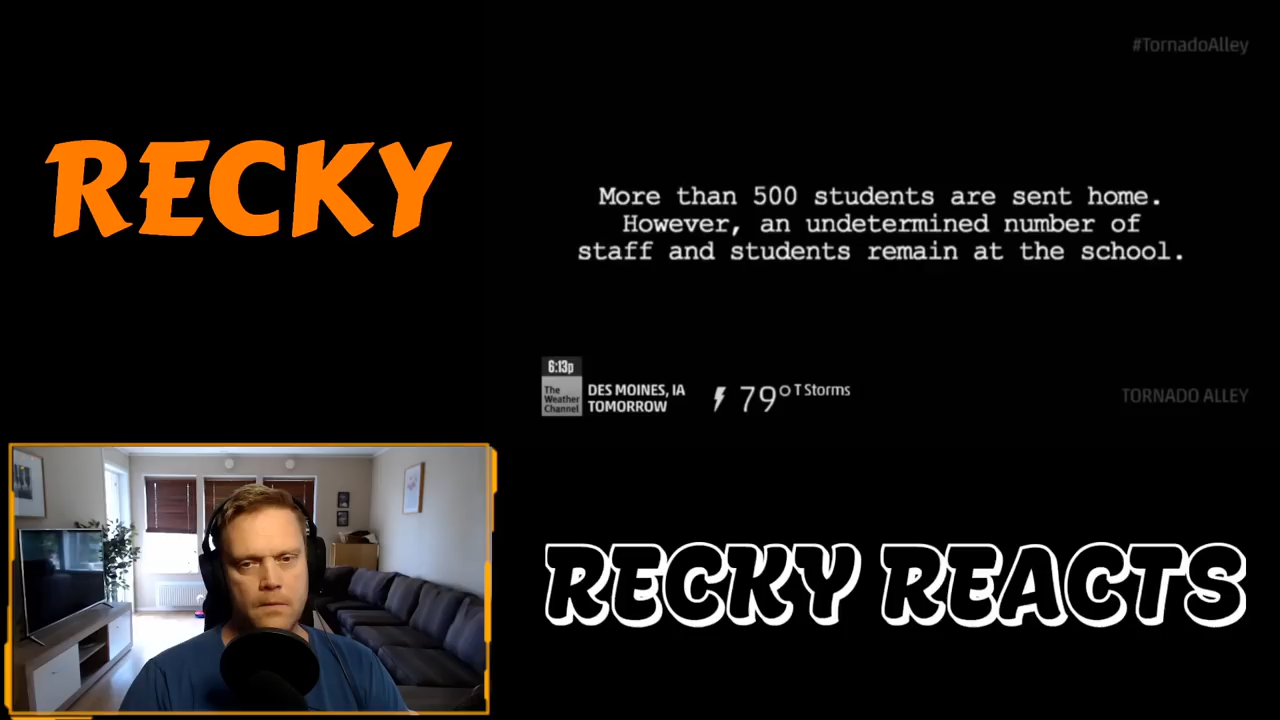 #TornadoAlley
RECKY
More than 500 students are sent home.
However, an undetermined number of
staff and students remain at the school.
6:13p
The
Weather
Channel
DES MOINES, IA
TOMORROW
79° T Storms
TORNADO ALLEY
RECKY REACTS